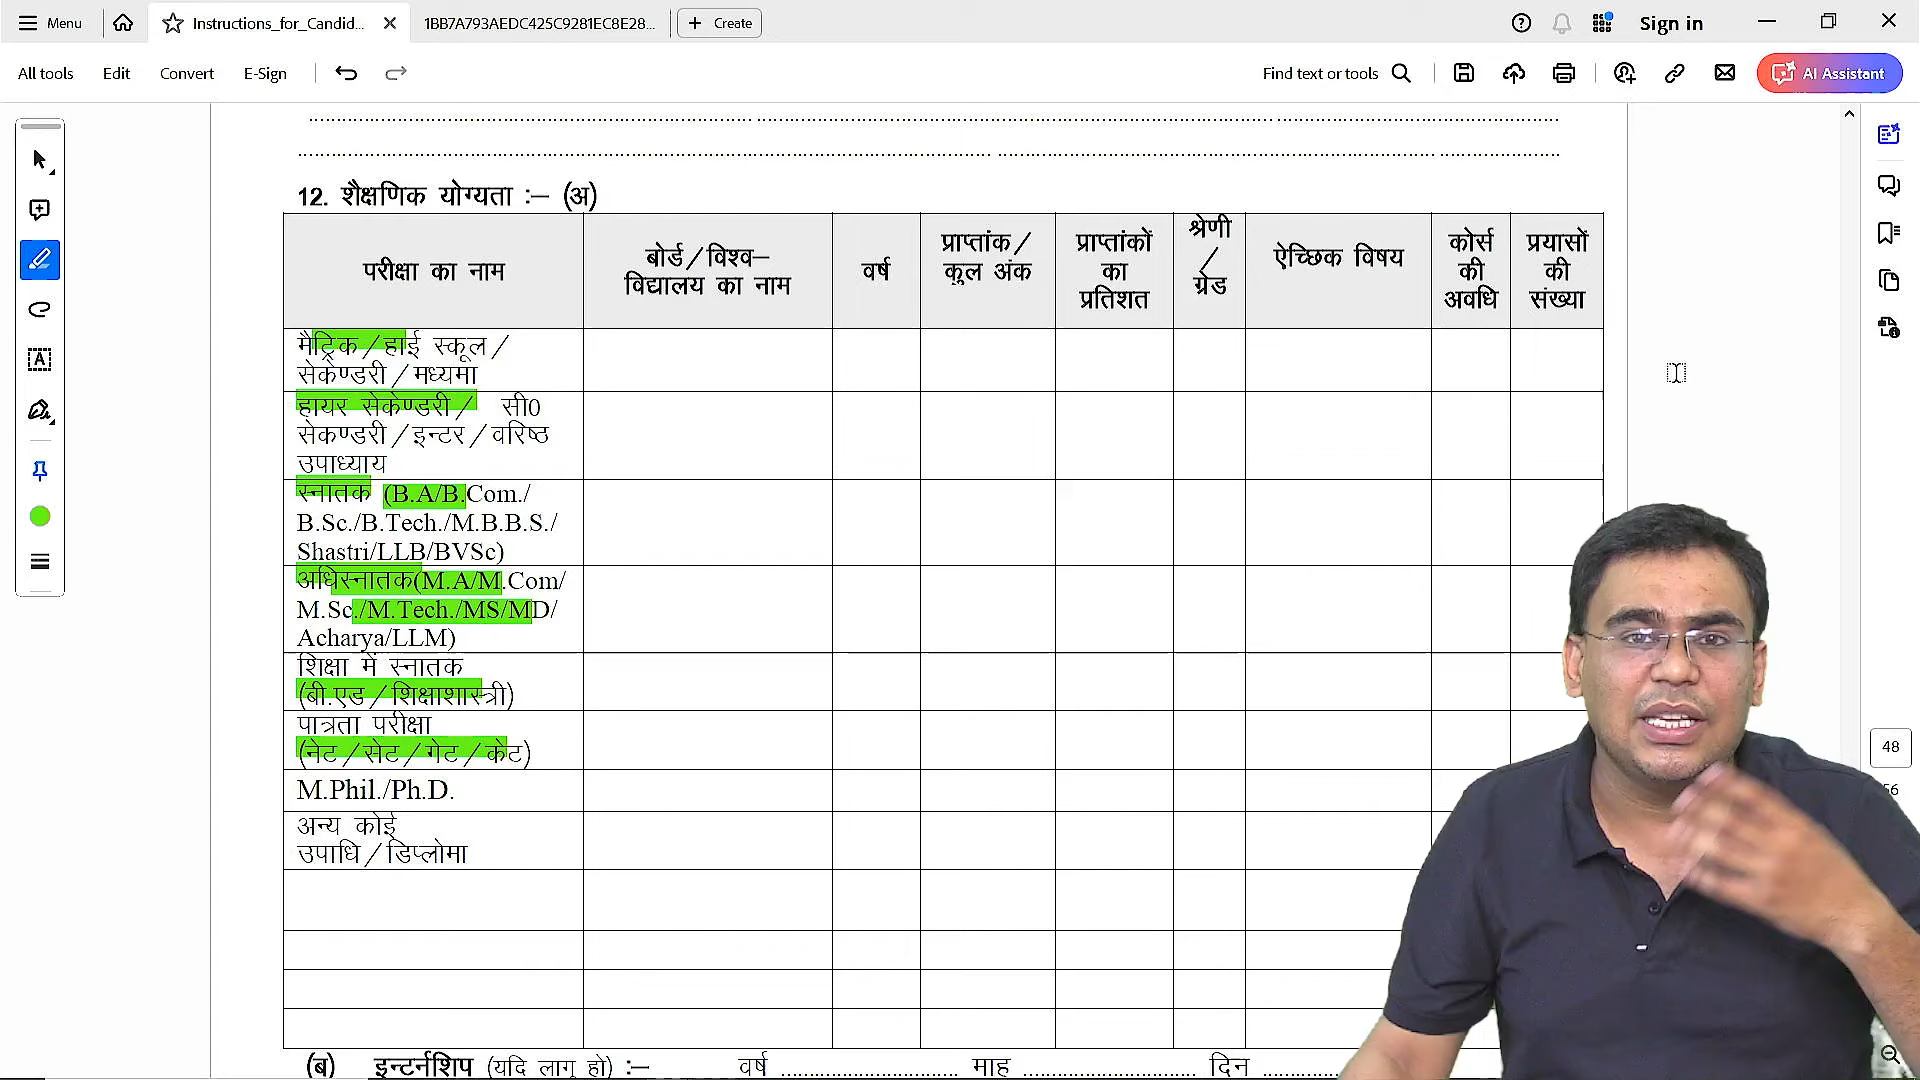 Menu
Instructions_for_Candid...
1BB7A793AEDC425C9281EC8E28...
Create
Sign in
All tools
Edit
Convert
E-Sign
Find text or tools
AI Assistant
12. शैक्षणिक योग्यता :– (अ)
परीक्षा का नाम
बोर्ड/विश्व–
विद्यालय का नाम
वर्ष
प्राप्तांक/
कुल अंक
प्राप्तांकों
का
प्रतिशत
श्रेणी
/
ग्रेड
ऐच्छिक विषय
कोर्स
की
अवधि
प्रयासों
की
संख्या
मैट्रिक/हाई स्कूल/
सेकेण्डरी/मध्यमा
हायर सेकेण्डरी/ सी0
सेकण्डरी/इन्टर/वरिष्ठ
उपाध्याय
स्नातक (B.A/B.Com./
B.Sc./B.Tech./M.B.B.S./
Shastri/LLB/BVSc)
अधिस्नातक(M.A/M.Com/
M.Sc./M.Tech./MS/MD/
Acharya/LLM)
शिक्षा में स्नातक
(बी.एड/शिक्षाशास्त्री)
पात्रता परीक्षा
(नेट/सेट/गेट/केट)
M.Phil./Ph.D.
अन्य कोई
उपाधि/डिप्लोमा
(ब) इन्टर्नशिप (यदि लागू हो) :– वर्ष .............................. माह ............................. दिन ............
48
56